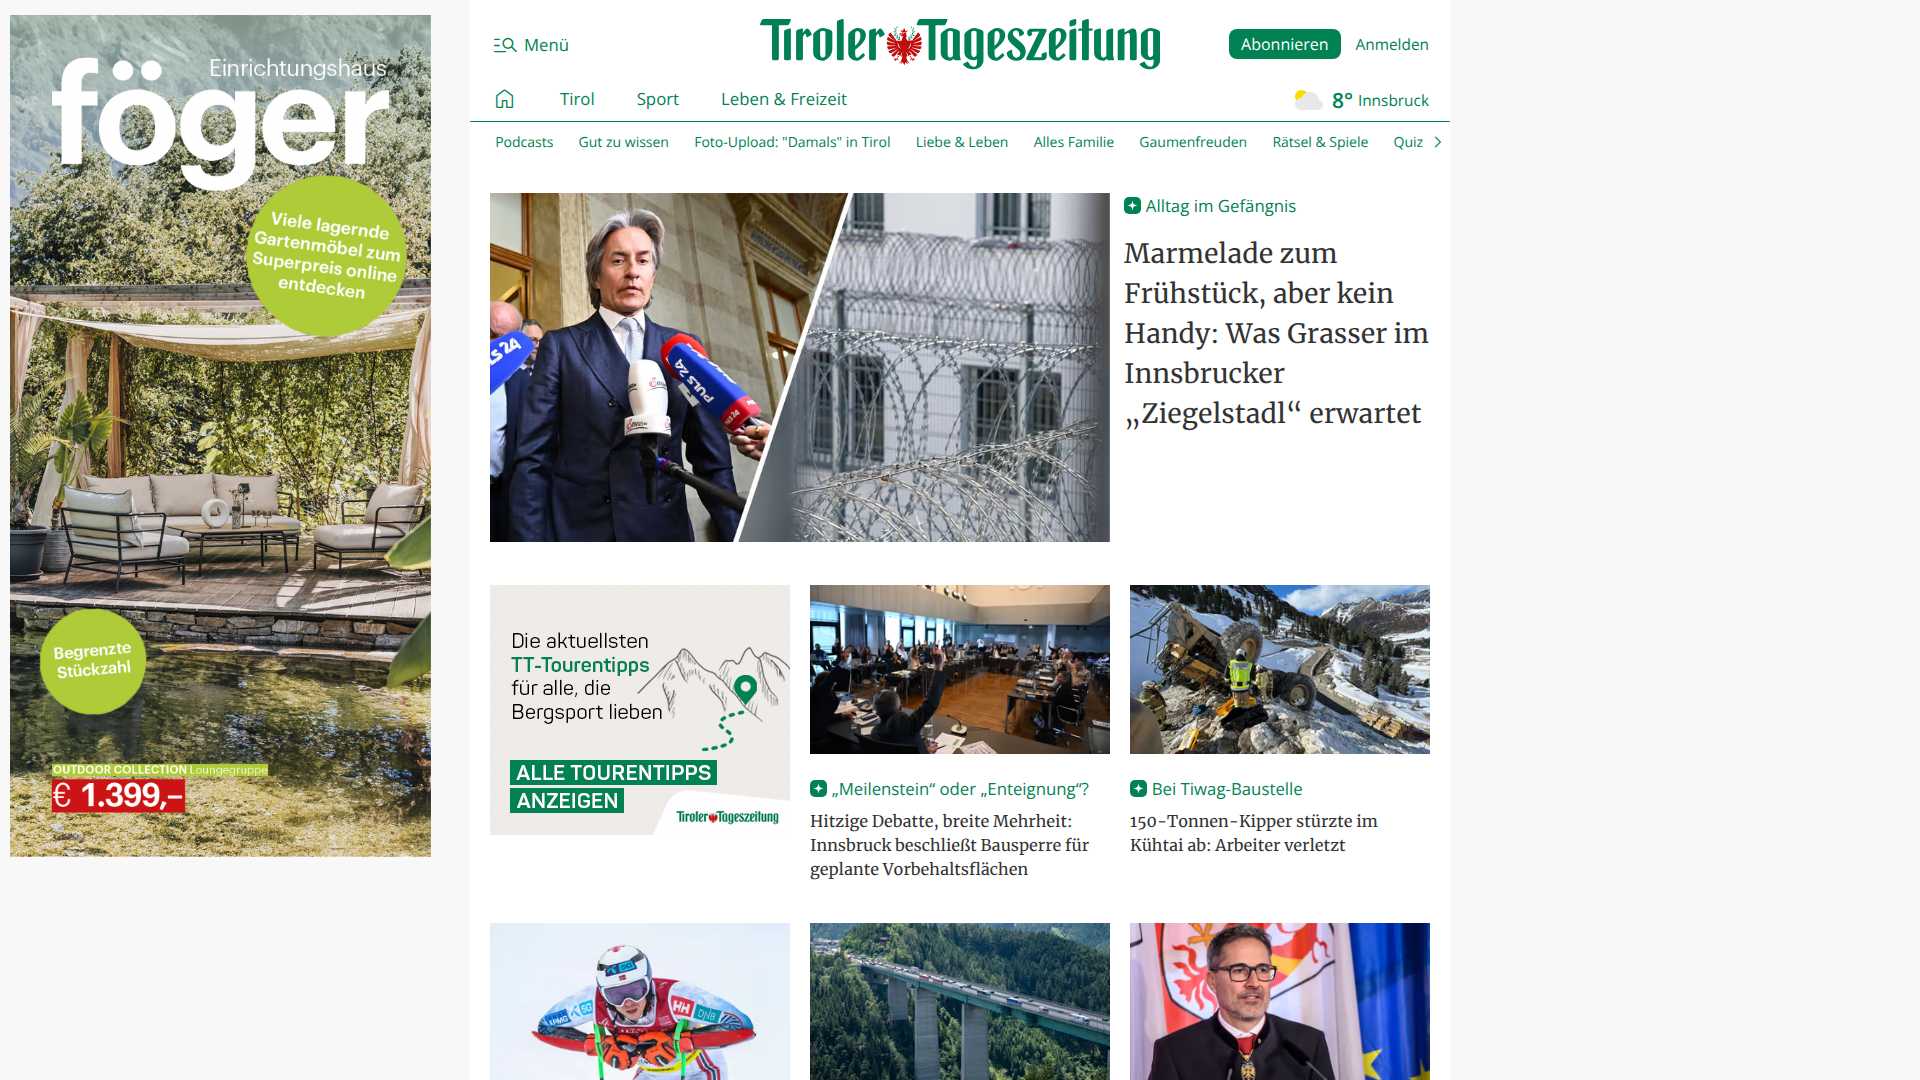 Einrichtungshaus
föger
Viele lagernde
Gartenmöbel zum
Superpreis online
entdecken
Begrenzte
Stückzahl
OUTDOOR COLLECTION Loungegruppe
€ 1.399,–
Menü
Tiroler Tageszeitung
Abonnieren
Anmelden
Tirol
Sport
Leben & Freizeit
8° Innsbruck
Podcasts
Gut zu wissen
Foto-Upload: "Damals" in Tirol
Liebe & Leben
Alles Familie
Gaumenfreuden
Rätsel & Spiele
Quiz
PULS 24
Alltag im Gefängnis
Marmelade zum
Frühstück, aber kein
Handy: Was Grasser im
Innsbrucker
„Ziegelstadl“ erwartet
Die aktuellsten
TT-Tourentipps
für alle, die
Bergsport lieben
ALLE TOURENTIPPS
ANZEIGEN
Tiroler Tageszeitung
„Meilenstein“ oder „Enteignung“?
Hitzige Debatte, breite Mehrheit:
Innsbruck beschließt Bausperre für
geplante Vorbehaltsflächen
Bei Tiwag-Baustelle
150-Tonnen-Kipper stürzte im
Kühtai ab: Arbeiter verletzt
KPMG
HH
DNB